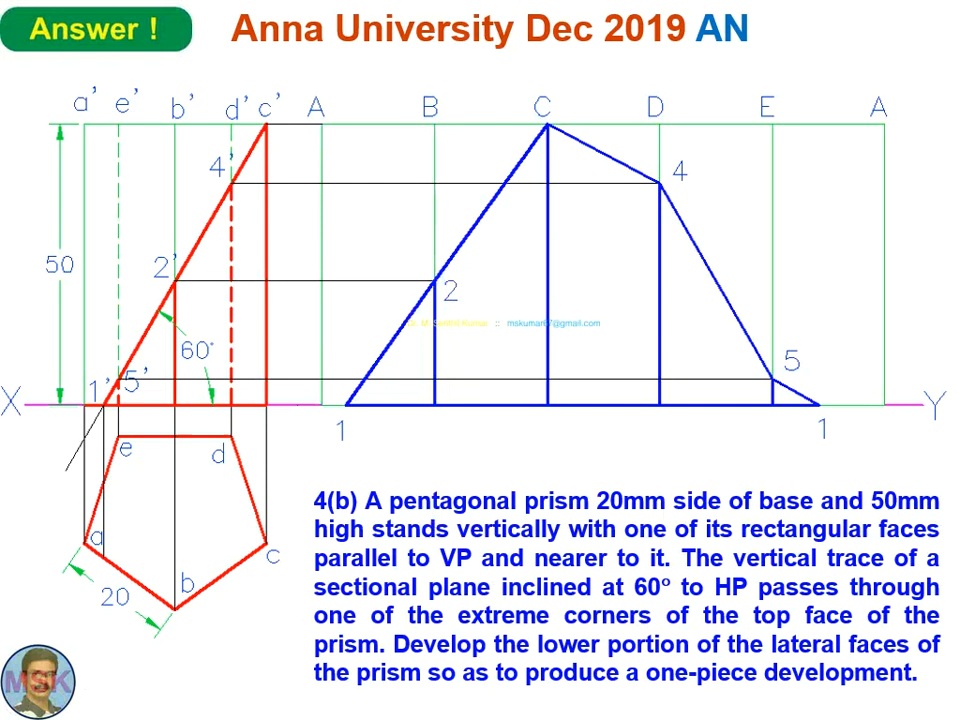 Answer !
Anna University Dec 2019 AN
a' e' b' d' c' A B C D E A
4' 4
50
2' 2
mskumar67@gmail.com
60°
1' 5' 5
X Y
1 1
e d
a
c
b
20
4(b) A pentagonal prism 20mm side of base and 50mm
high stands vertically with one of its rectangular faces
parallel to VP and nearer to it. The vertical trace of a
sectional plane inclined at 60° to HP passes through
one of the extreme corners of the top face of the
prism. Develop the lower portion of the lateral faces of
the prism so as to produce a one-piece development.
MSK